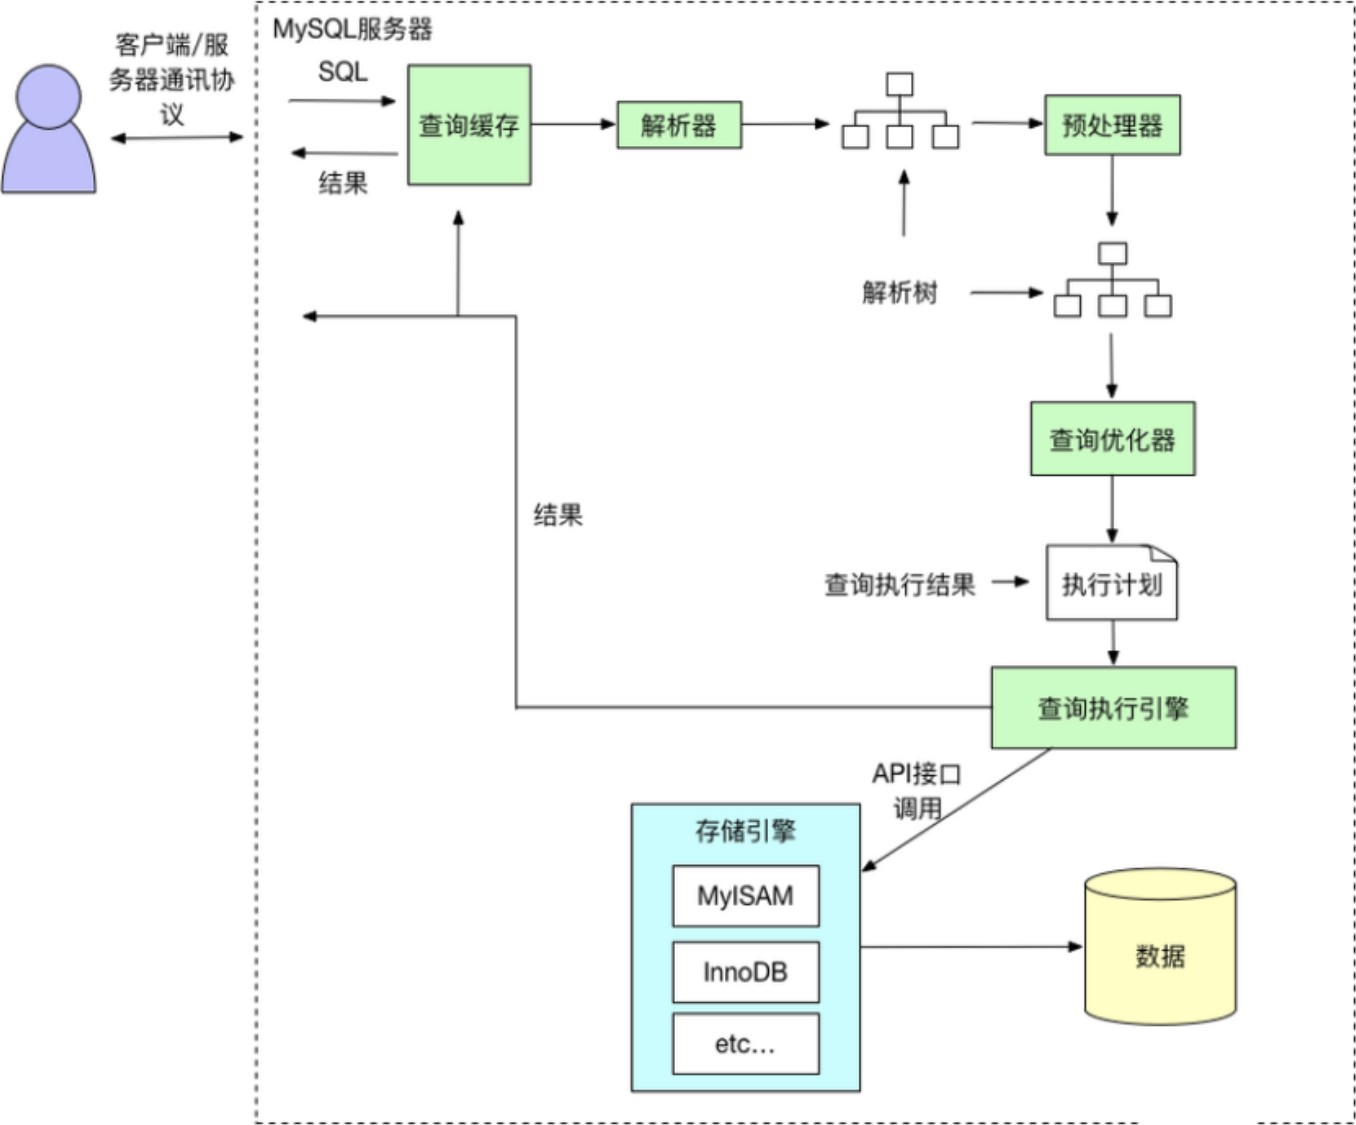 MySQL服务器
客户端/服
务器通讯协
议
SQL
查询缓存
结果
解析器
预处理器
解析树
查询优化器
结果
查询执行结果
执行计划
查询执行引擎
API接口
调用
存储引擎
MyISAM
InnoDB
etc...
数据